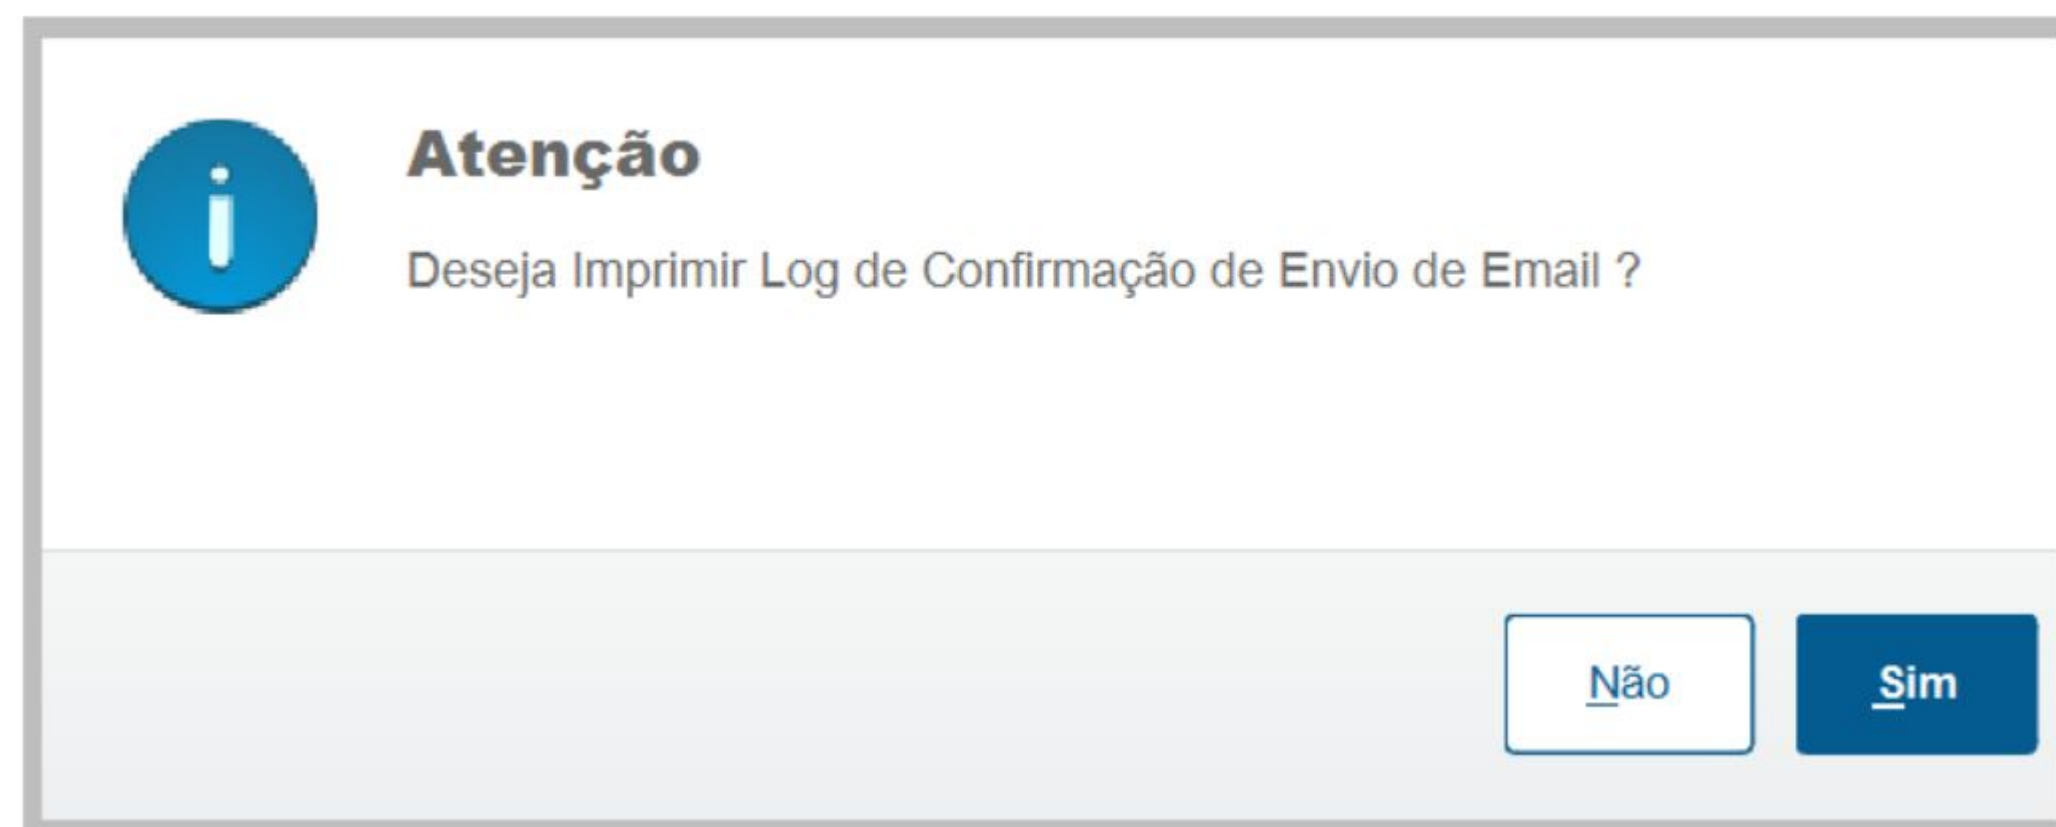 Atenção
Deseja Imprimir Log de Confirmação de Envio de Email ?
Não
Sim